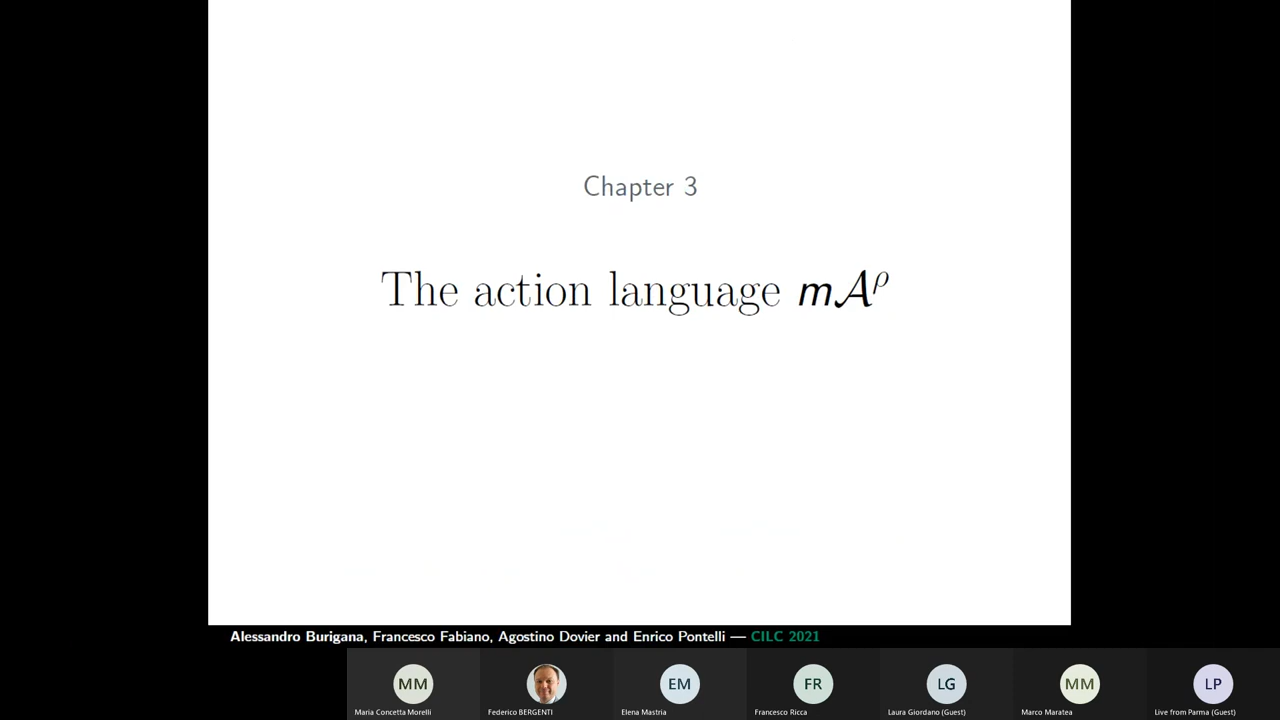 Chapter 3
The action language m𝒜^ρ
Alessandro Burigana, Francesco Fabiano, Agostino Dovier and Enrico Pontelli — CILC 2021
MM EM FR LG MM LP
Maria Concetta Morelli Federico BERGENTI Elena Mastria Francesco Ricca Laura Giordano (Guest) Marco Maratea Live from Parma (Guest)